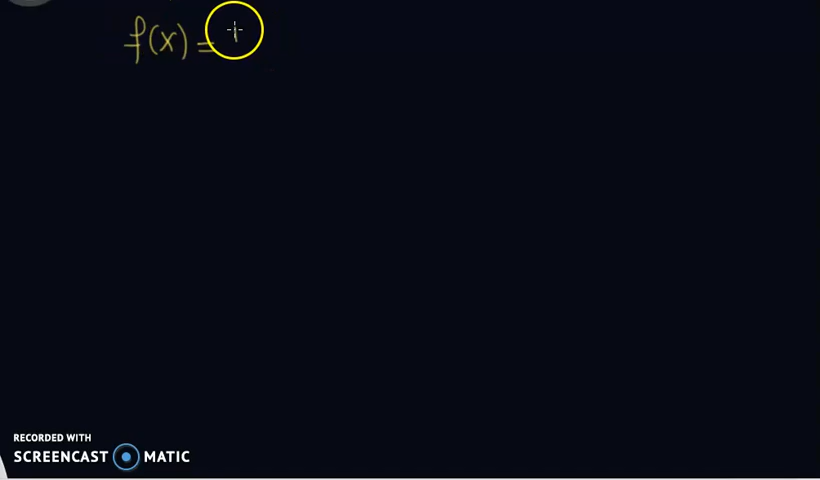 f(x) =
RECORDED WITH
SCREENCAST MATIC